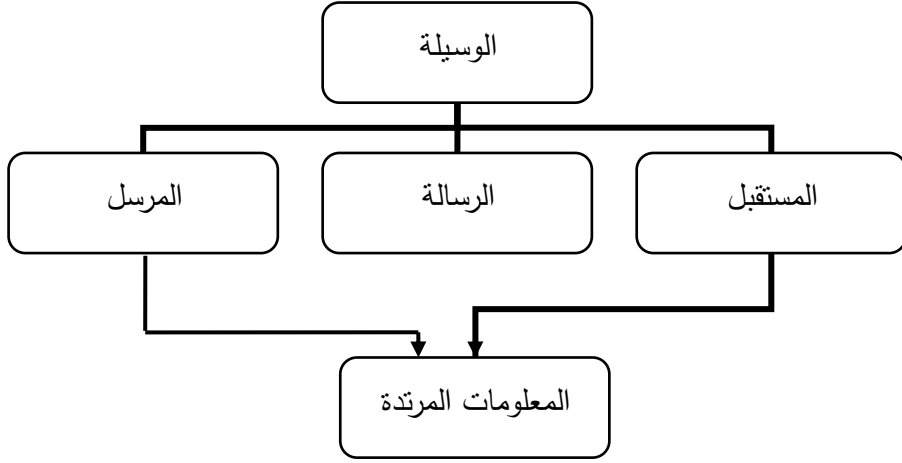 الوسيلة
المستقبل
الرسالة
المرسل
المعلومات المرتدة